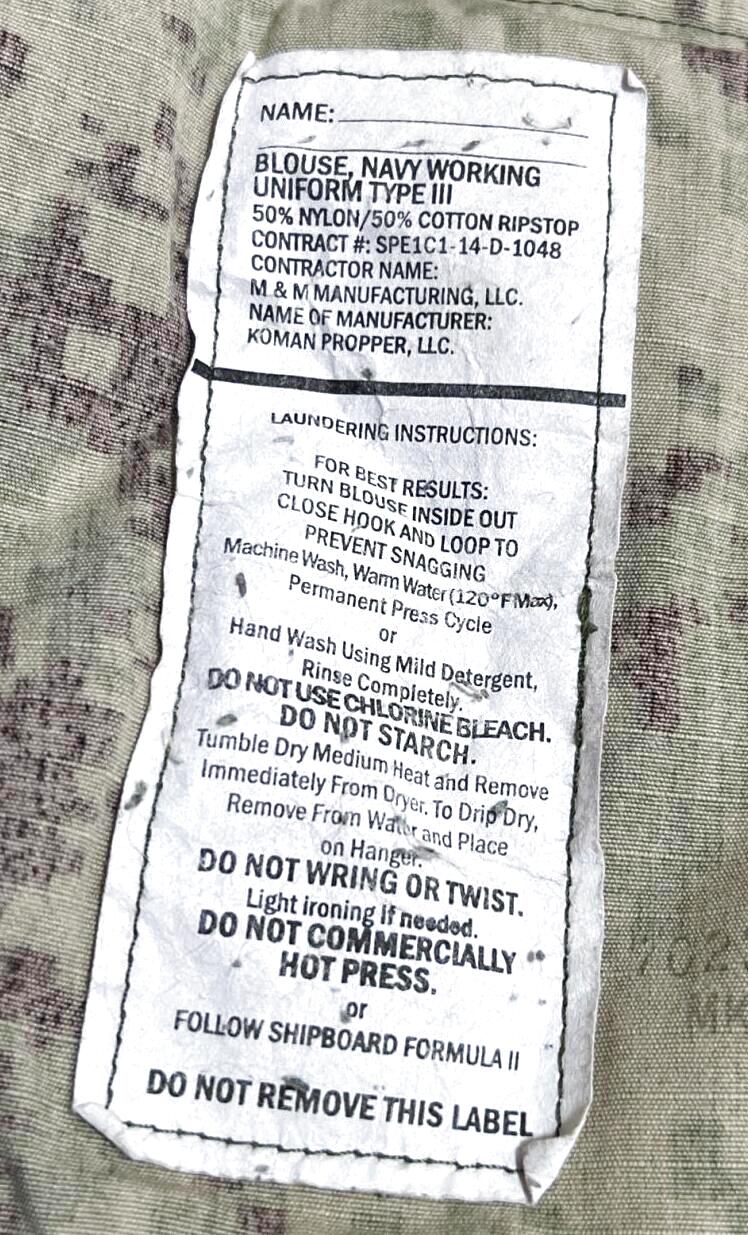 NAME:
BLOUSE, NAVY WORKING
UNIFORM TYPE III
50% NYLON/50% COTTON RIPSTOP
CONTRACT #: SPE1C1-14-D-1048
CONTRACTOR NAME:
M & M MANUFACTURING, LLC.
NAME OF MANUFACTURER:
KOMAN PROPPER, LLC.
LAUNDERING INSTRUCTIONS:
FOR BEST RESULTS:
TURN BLOUSE INSIDE OUT
CLOSE HOOK AND LOOP TO
PREVENT SNAGGING
Machine Wash, Warm Water (120°F Max),
Permanent Press Cycle
or
Hand Wash Using Mild Detergent,
Rinse Completely.
DO NOT USE CHLORINE BLEACH.
DO NOT STARCH.
Tumble Dry Medium Heat and Remove
Immediately From Dryer. To Drip Dry,
Remove From Water and Place
on Hanger.
DO NOT WRING OR TWIST.
Light ironing if needed.
DO NOT COMMERCIALLY
HOT PRESS.
or
FOLLOW SHIPBOARD FORMULA II
DO NOT REMOVE THIS LABEL